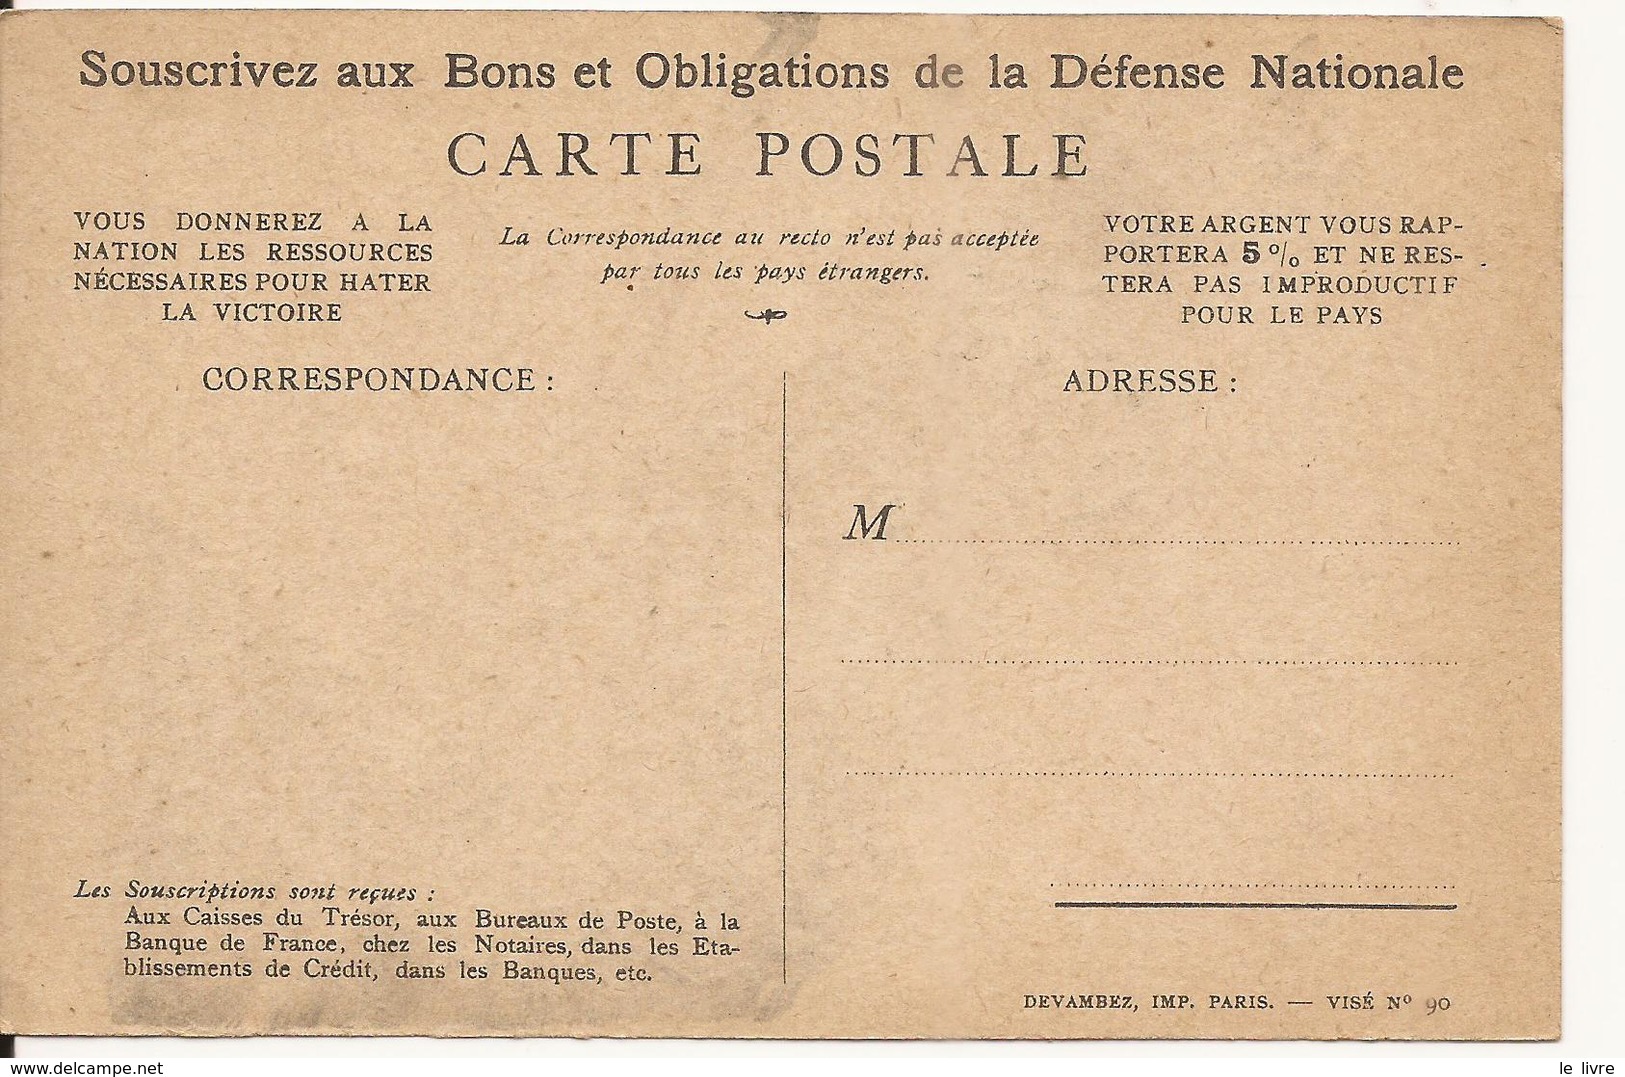 Souscrivez aux Bons et Obligations de la Défense Nationale
CARTE POSTALE
VOUS DONNEREZ A LA
NATION LES RESSOURCES
NÉCESSAIRES POUR HATER
LA VICTOIRE
La Correspondance au recto n'est pas acceptée
par tous les pays étrangers.
VOTRE ARGENT VOUS RAP-
PORTERA 5 % ET NE RES-
TERA PAS IMPRODUCTIF
POUR LE PAYS
CORRESPONDANCE :
ADRESSE :
M
Les Souscriptions sont reçues :
Aux Caisses du Trésor, aux Bureaux de Poste, à la
Banque de France, chez les Notaires, dans les Eta-
blissements de Crédit, dans les Banques, etc.
DEVAMBEZ, IMP. PARIS. — VISÉ Nº 90
www.delcampe.net
le livre